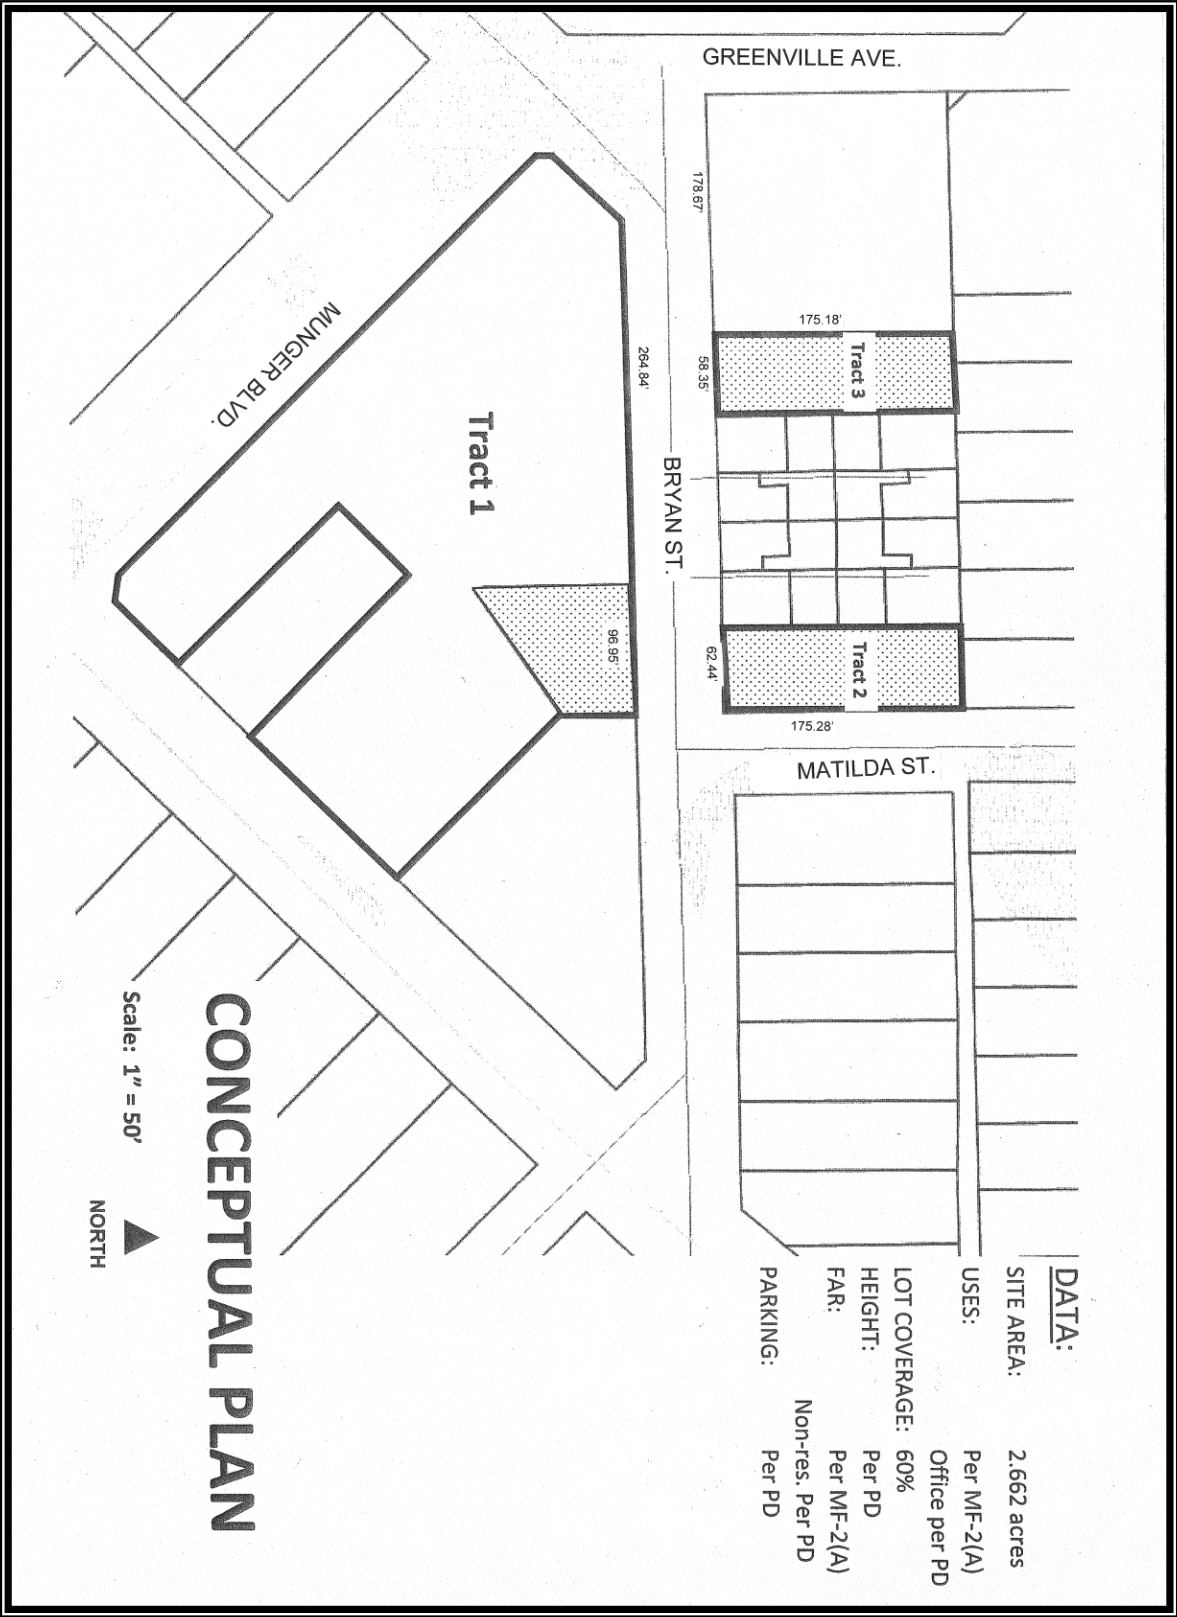 GREENVILLE AVE.
178.67'
175.18'
Tract 3
58.35'
264.84'
MUNGER BLVD.
Tract 1
BRYAN ST.
96.95'
Tract 2
62.44'
175.28'
MATILDA ST.
DATA:
SITE AREA: 2.662 acres
USES: Per MF-2(A)
Office per PD
LOT COVERAGE: 60%
HEIGHT: Per PD
FAR: Per MF-2(A)
Non-res. Per PD
PARKING: Per PD
CONCEPTUAL PLAN
Scale: 1" = 50'
NORTH